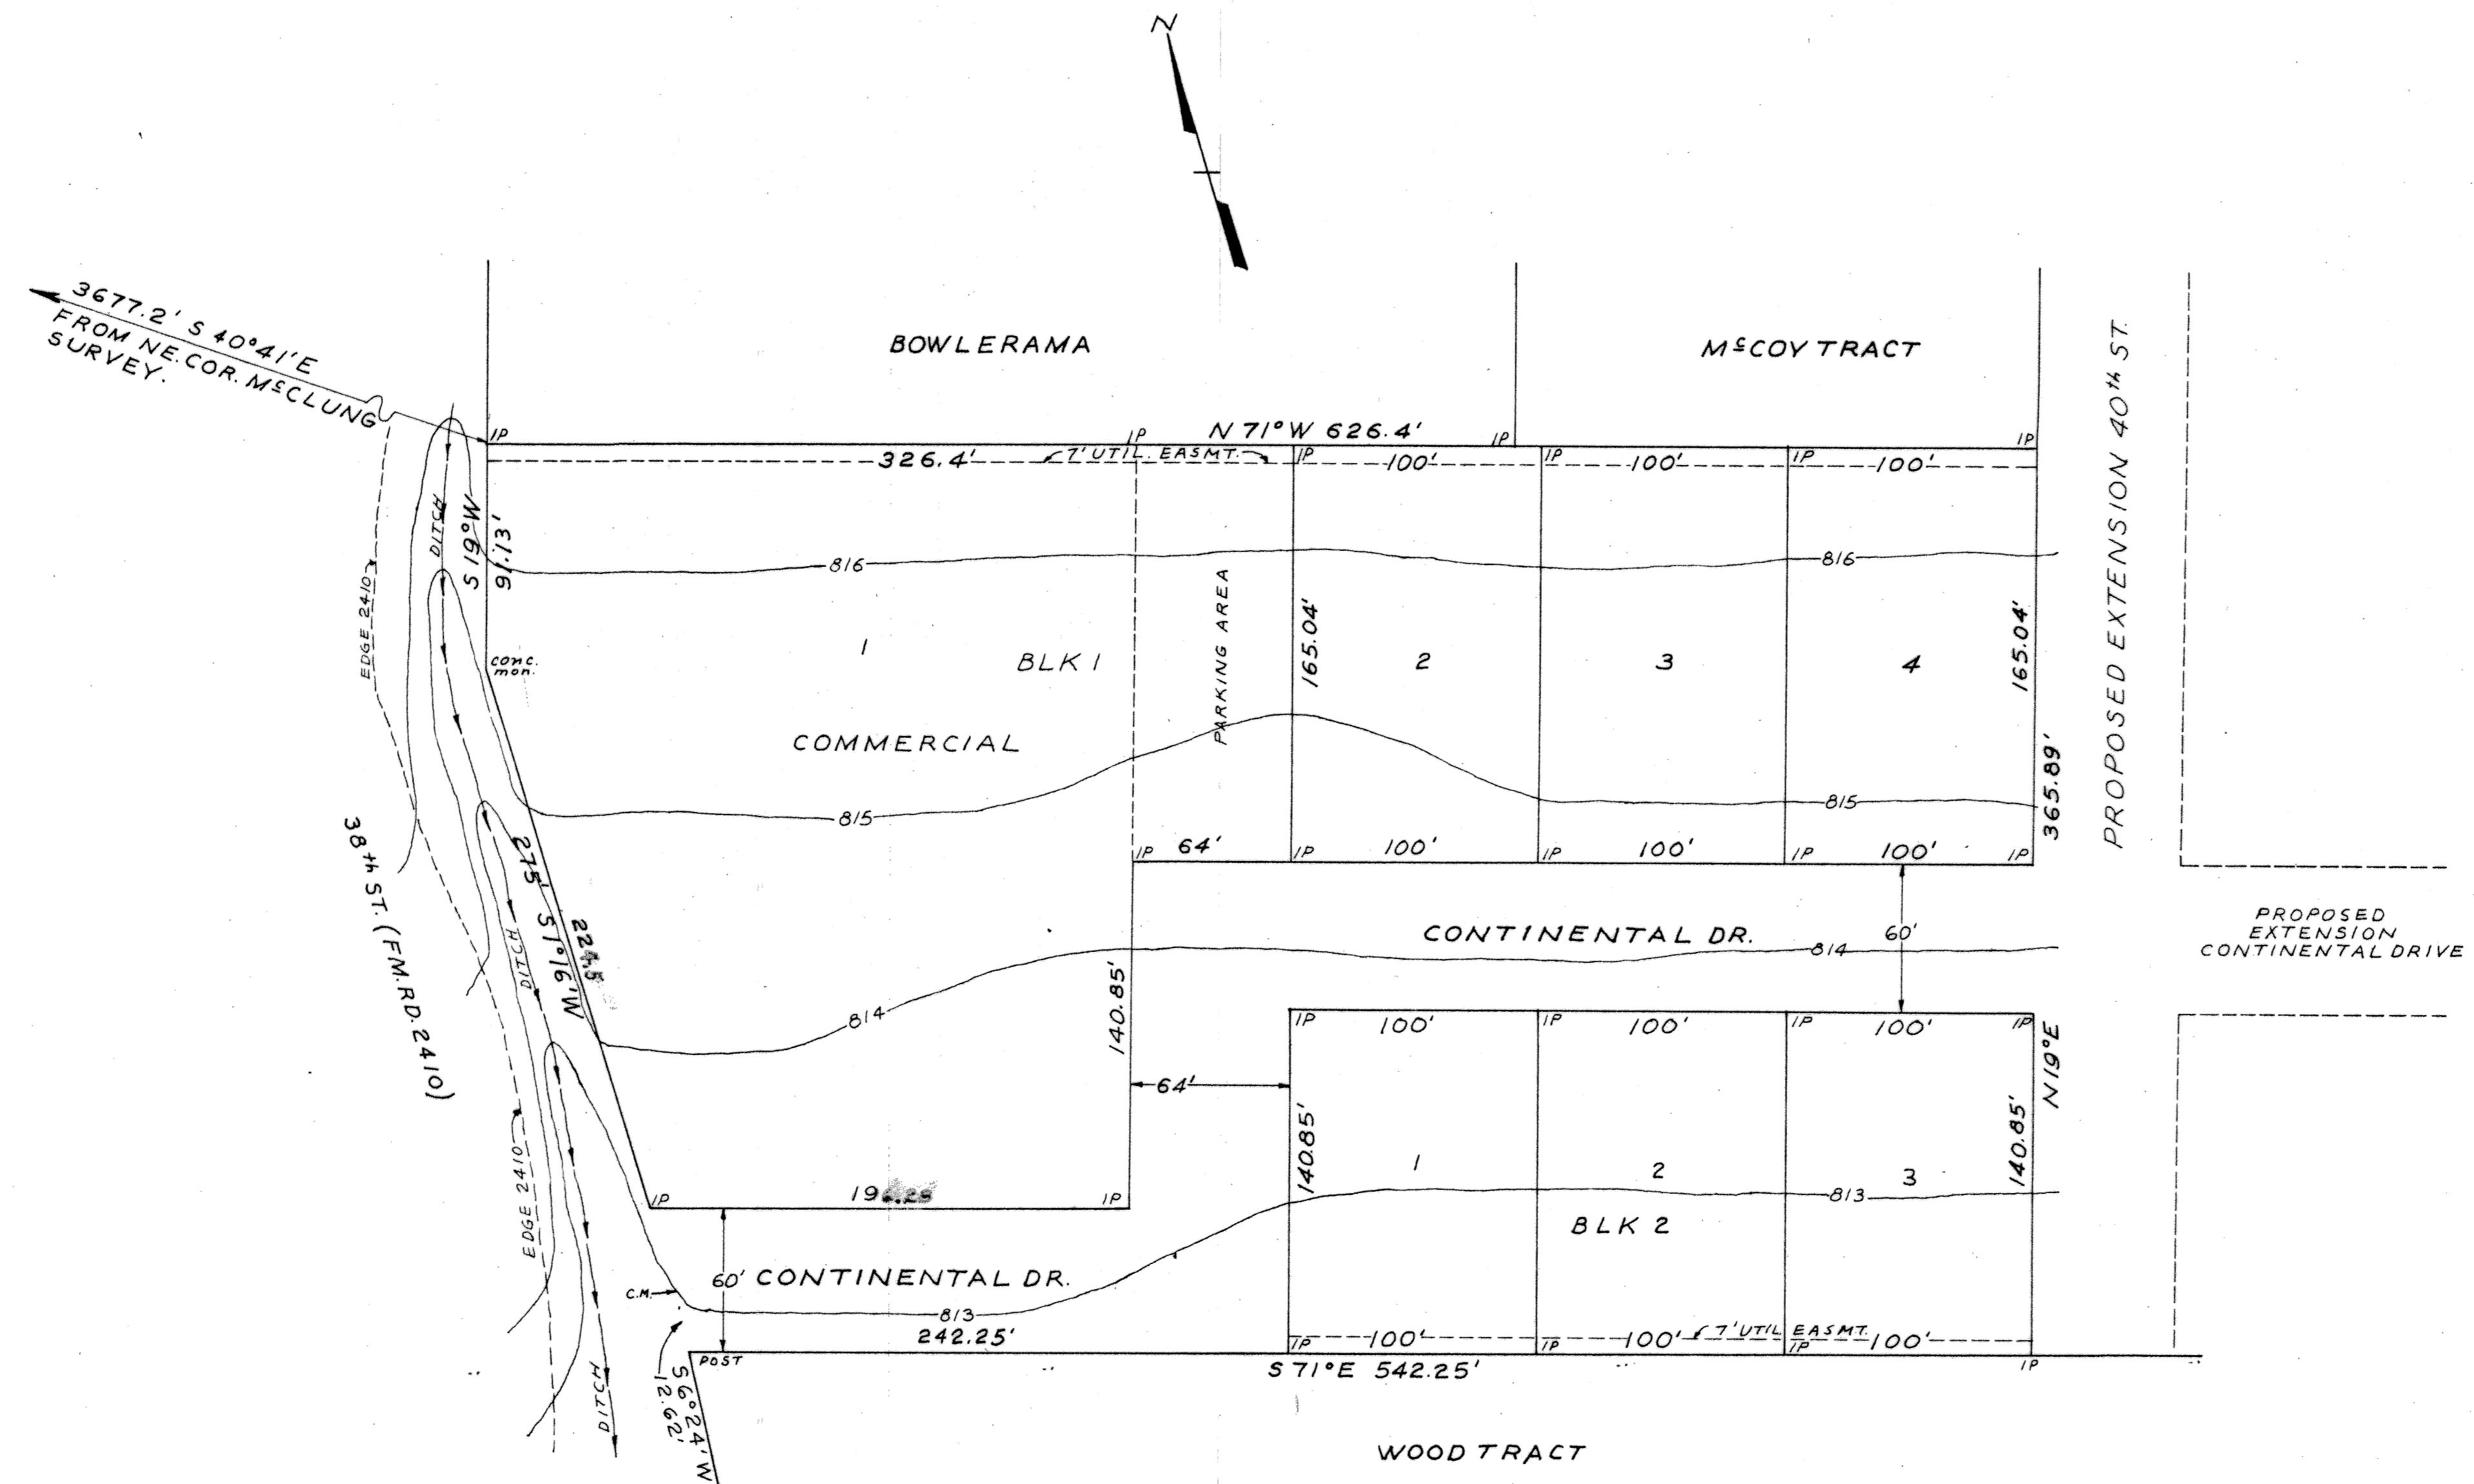 N
3677.2' S 40°41'E
FROM NE. COR. McCLUNG
SURVEY.
BOWLERAMA
McCOY TRACT
PROPOSED EXTENSION 40th ST.
IP
IP
N 71° W 626.4'
IP
IP
326.4'
7' UTIL. EASMT.
IP
100'
IP
100'
IP
100'
DITCH
S 19° W
91.13'
EDGE 2410
816
816
conc.
mon.
1
BLK 1
PARKING AREA
165.04'
2
3
4
165.04'
COMMERCIAL
815
815
365.89'
38th ST. (F.M. RD. 2410)
275' S 1°16' W
224.5
DITCH
IP
64'
IP
100'
IP
100'
IP
100'
IP
CONTINENTAL DR.
60'
814
814
PROPOSED
EXTENSION
CONTINENTAL DRIVE
140.85'
64'
IP
100'
IP
100'
IP
100'
IP
N 19° E
140.85'
140.85'
1
2
3
813
BLK 2
EDGE 2410
IP
IP
60'
CONTINENTAL DR.
C.M.
813
242.25'
POST
S 6°24' W
12.62'
DITCH
IP
100'
IP
100'
7' UTIL EASMT.
IP
100'
IP
S 71° E 542.25'
WOOD TRACT